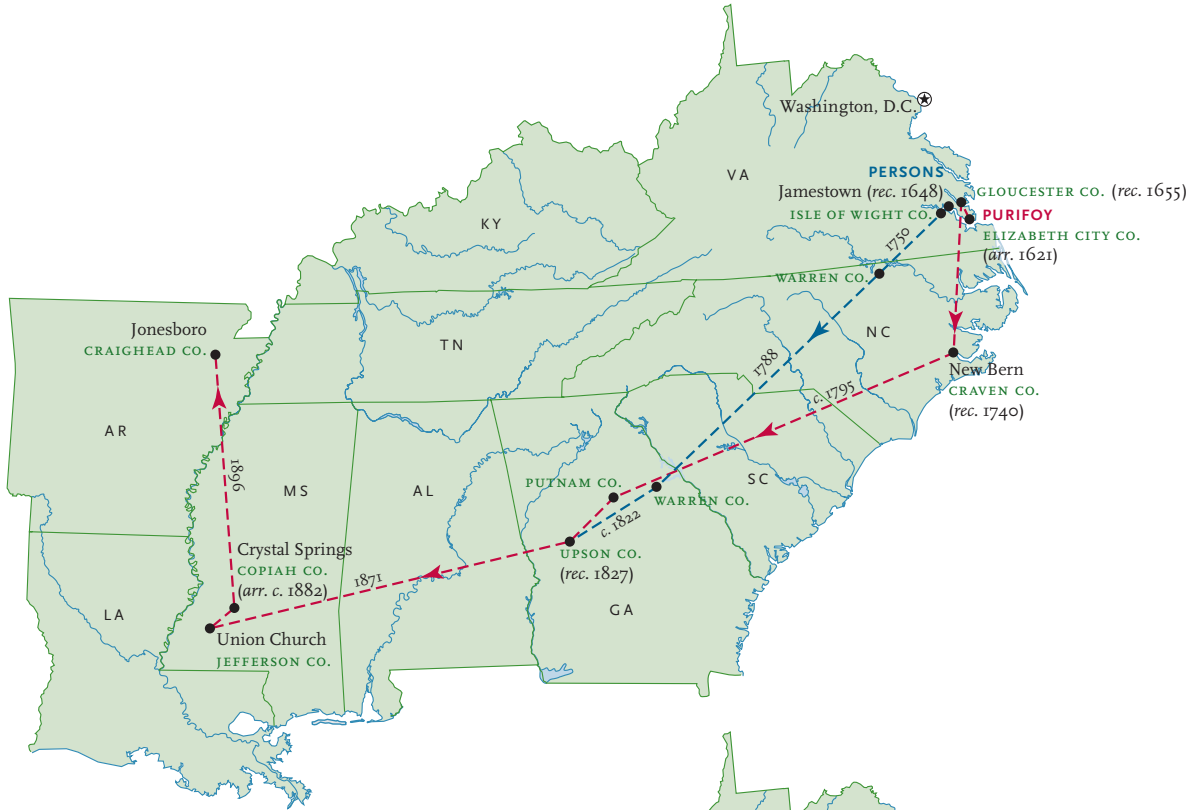 Washington, D.C.
VA
PERSONS
Jamestown (rec. 1648)
GLOUCESTER CO. (rec. 1655)
ISLE OF WIGHT CO.
PURIFOY
ELIZABETH CITY CO.
(arr. 1621)
KY
1750
WARREN CO.
Jonesboro
CRAIGHEAD CO.
TN
NC
1788
New Bern
CRAVEN CO.
(rec. 1740)
c. 1795
AR
1896
MS
AL
PUTNAM CO.
SC
WARREN CO.
c. 1822
UPSON CO.
(rec. 1827)
Crystal Springs
COPIAH CO.
(arr. c. 1882)
1871
LA
GA
Union Church
JEFFERSON CO.